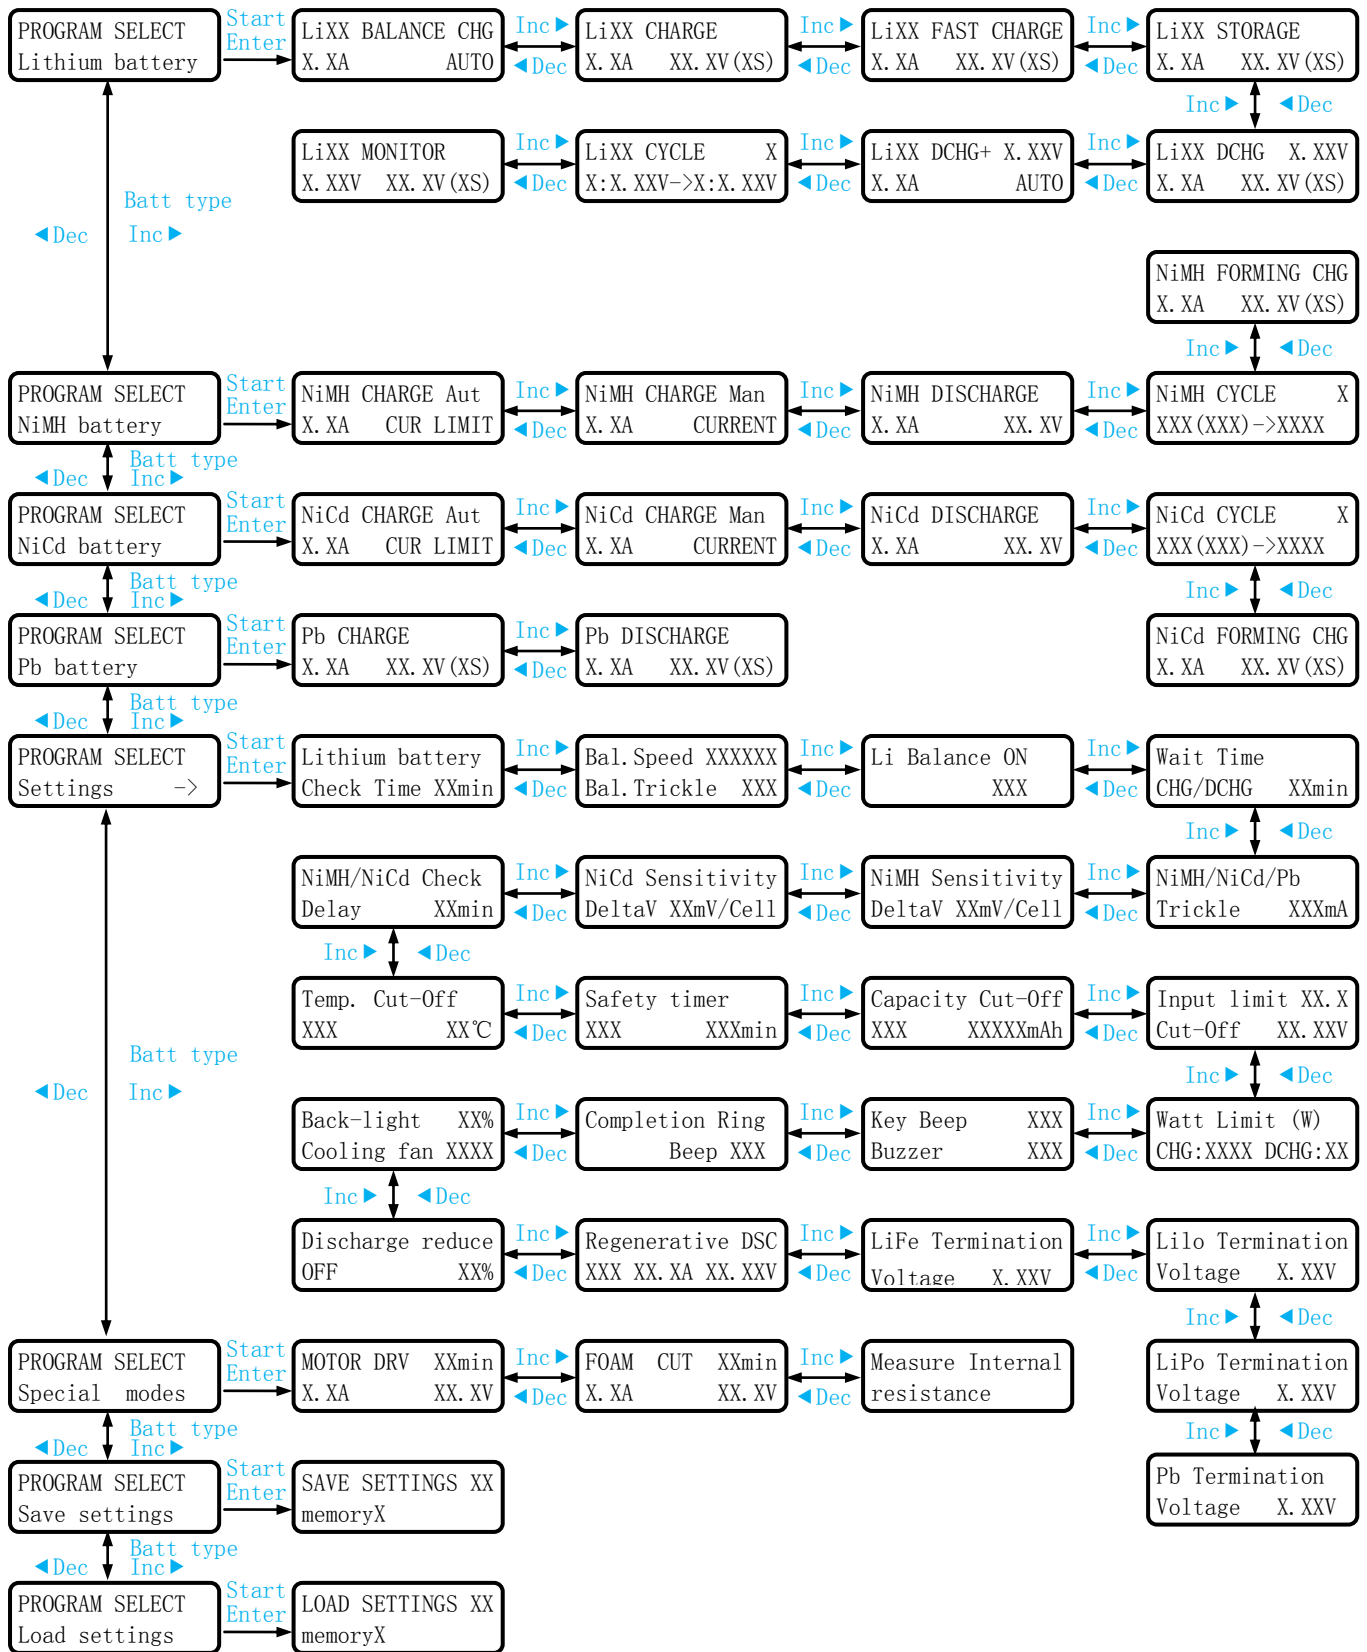 PROGRAM SELECT
Lithium battery
Start
Enter
LiXX BALANCE CHG
X.XA AUTO
Inc▶
◀Dec
LiXX CHARGE
X.XA XX.XV(XS)
Inc▶
◀Dec
LiXX FAST CHARGE
X.XA XX.XV(XS)
Inc▶
◀Dec
LiXX STORAGE
X.XA XX.XV(XS)
Inc▶ ◀Dec
LiXX MONITOR
X.XXV XX.XV(XS)
Inc▶
◀Dec
LiXX CYCLE X
X:X.XXV->X:X.XXV
Inc▶
◀Dec
LiXX DCHG+ X.XXV
X.XA AUTO
Inc▶
◀Dec
LiXX DCHG X.XXV
X.XA XX.XV(XS)
Batt type
◀Dec Inc▶
NiMH FORMING CHG
X.XA XX.XV(XS)
Inc▶ ◀Dec
PROGRAM SELECT
NiMH battery
Start
Enter
NiMH CHARGE Aut
X.XA CUR LIMIT
Inc▶
◀Dec
NiMH CHARGE Man
X.XA CURRENT
Inc▶
◀Dec
NiMH DISCHARGE
X.XA XX.XV
Inc▶
◀Dec
NiMH CYCLE X
XXX(XXX)->XXXX
Batt type
◀Dec Inc▶
PROGRAM SELECT
NiCd battery
Start
Enter
NiCd CHARGE Aut
X.XA CUR LIMIT
Inc▶
◀Dec
NiCd CHARGE Man
X.XA CURRENT
Inc▶
◀Dec
NiCd DISCHARGE
X.XA XX.XV
Inc▶
◀Dec
NiCd CYCLE X
XXX(XXX)->XXXX
Inc▶ ◀Dec
Batt type
◀Dec Inc▶
PROGRAM SELECT
Pb battery
Start
Enter
Pb CHARGE
X.XA XX.XV(XS)
Inc▶
◀Dec
Pb DISCHARGE
X.XA XX.XV(XS)
NiCd FORMING CHG
X.XA XX.XV(XS)
Batt type
◀Dec Inc▶
PROGRAM SELECT
Settings ->
Start
Enter
Lithium battery
Check Time XXmin
Inc▶
◀Dec
Bal.Speed XXXXXX
Bal.Trickle XXX
Inc▶
◀Dec
Li Balance ON
XXX
Inc▶
◀Dec
Wait Time
CHG/DCHG XXmin
Inc▶ ◀Dec
NiMH/NiCd Check
Delay XXmin
Inc▶
◀Dec
NiCd Sensitivity
DeltaV XXmV/Cell
Inc▶
◀Dec
NiMH Sensitivity
DeltaV XXmV/Cell
Inc▶
◀Dec
NiMH/NiCd/Pb
Trickle XXXmA
Inc▶ ◀Dec
Temp. Cut-Off
XXX XX℃
Inc▶
◀Dec
Safety timer
XXX XXXmin
Inc▶
◀Dec
Capacity Cut-Off
XXX XXXXXmAh
Inc▶
◀Dec
Input limit XX.X
Cut-Off XX.XXV
Inc▶ ◀Dec
Batt type
◀Dec Inc▶
Back-light XX%
Cooling fan XXXX
Inc▶
◀Dec
Completion Ring
Beep XXX
Inc▶
◀Dec
Key Beep XXX
Buzzer XXX
Inc▶
◀Dec
Watt Limit (W)
CHG:XXXX DCHG:XX
Inc▶ ◀Dec
Discharge reduce
OFF XX%
Inc▶
◀Dec
Regenerative DSC
XXX XX.XA XX.XXV
Inc▶
◀Dec
LiFe Termination
Voltage X.XXV
Inc▶
◀Dec
LiIo Termination
Voltage X.XXV
Inc▶ ◀Dec
PROGRAM SELECT
Special modes
Start
Enter
MOTOR DRV XXmin
X.XA XX.XV
Inc▶
◀Dec
FOAM CUT XXmin
X.XA XX.XV
Inc▶
◀Dec
Measure Internal
resistance
LiPo Termination
Voltage X.XXV
Inc▶ ◀Dec
Batt type
◀Dec Inc▶
PROGRAM SELECT
Save settings
Start
Enter
SAVE SETTINGS XX
memoryX
Pb Termination
Voltage X.XXV
Batt type
◀Dec Inc▶
PROGRAM SELECT
Load settings
Start
Enter
LOAD SETTINGS XX
memoryX